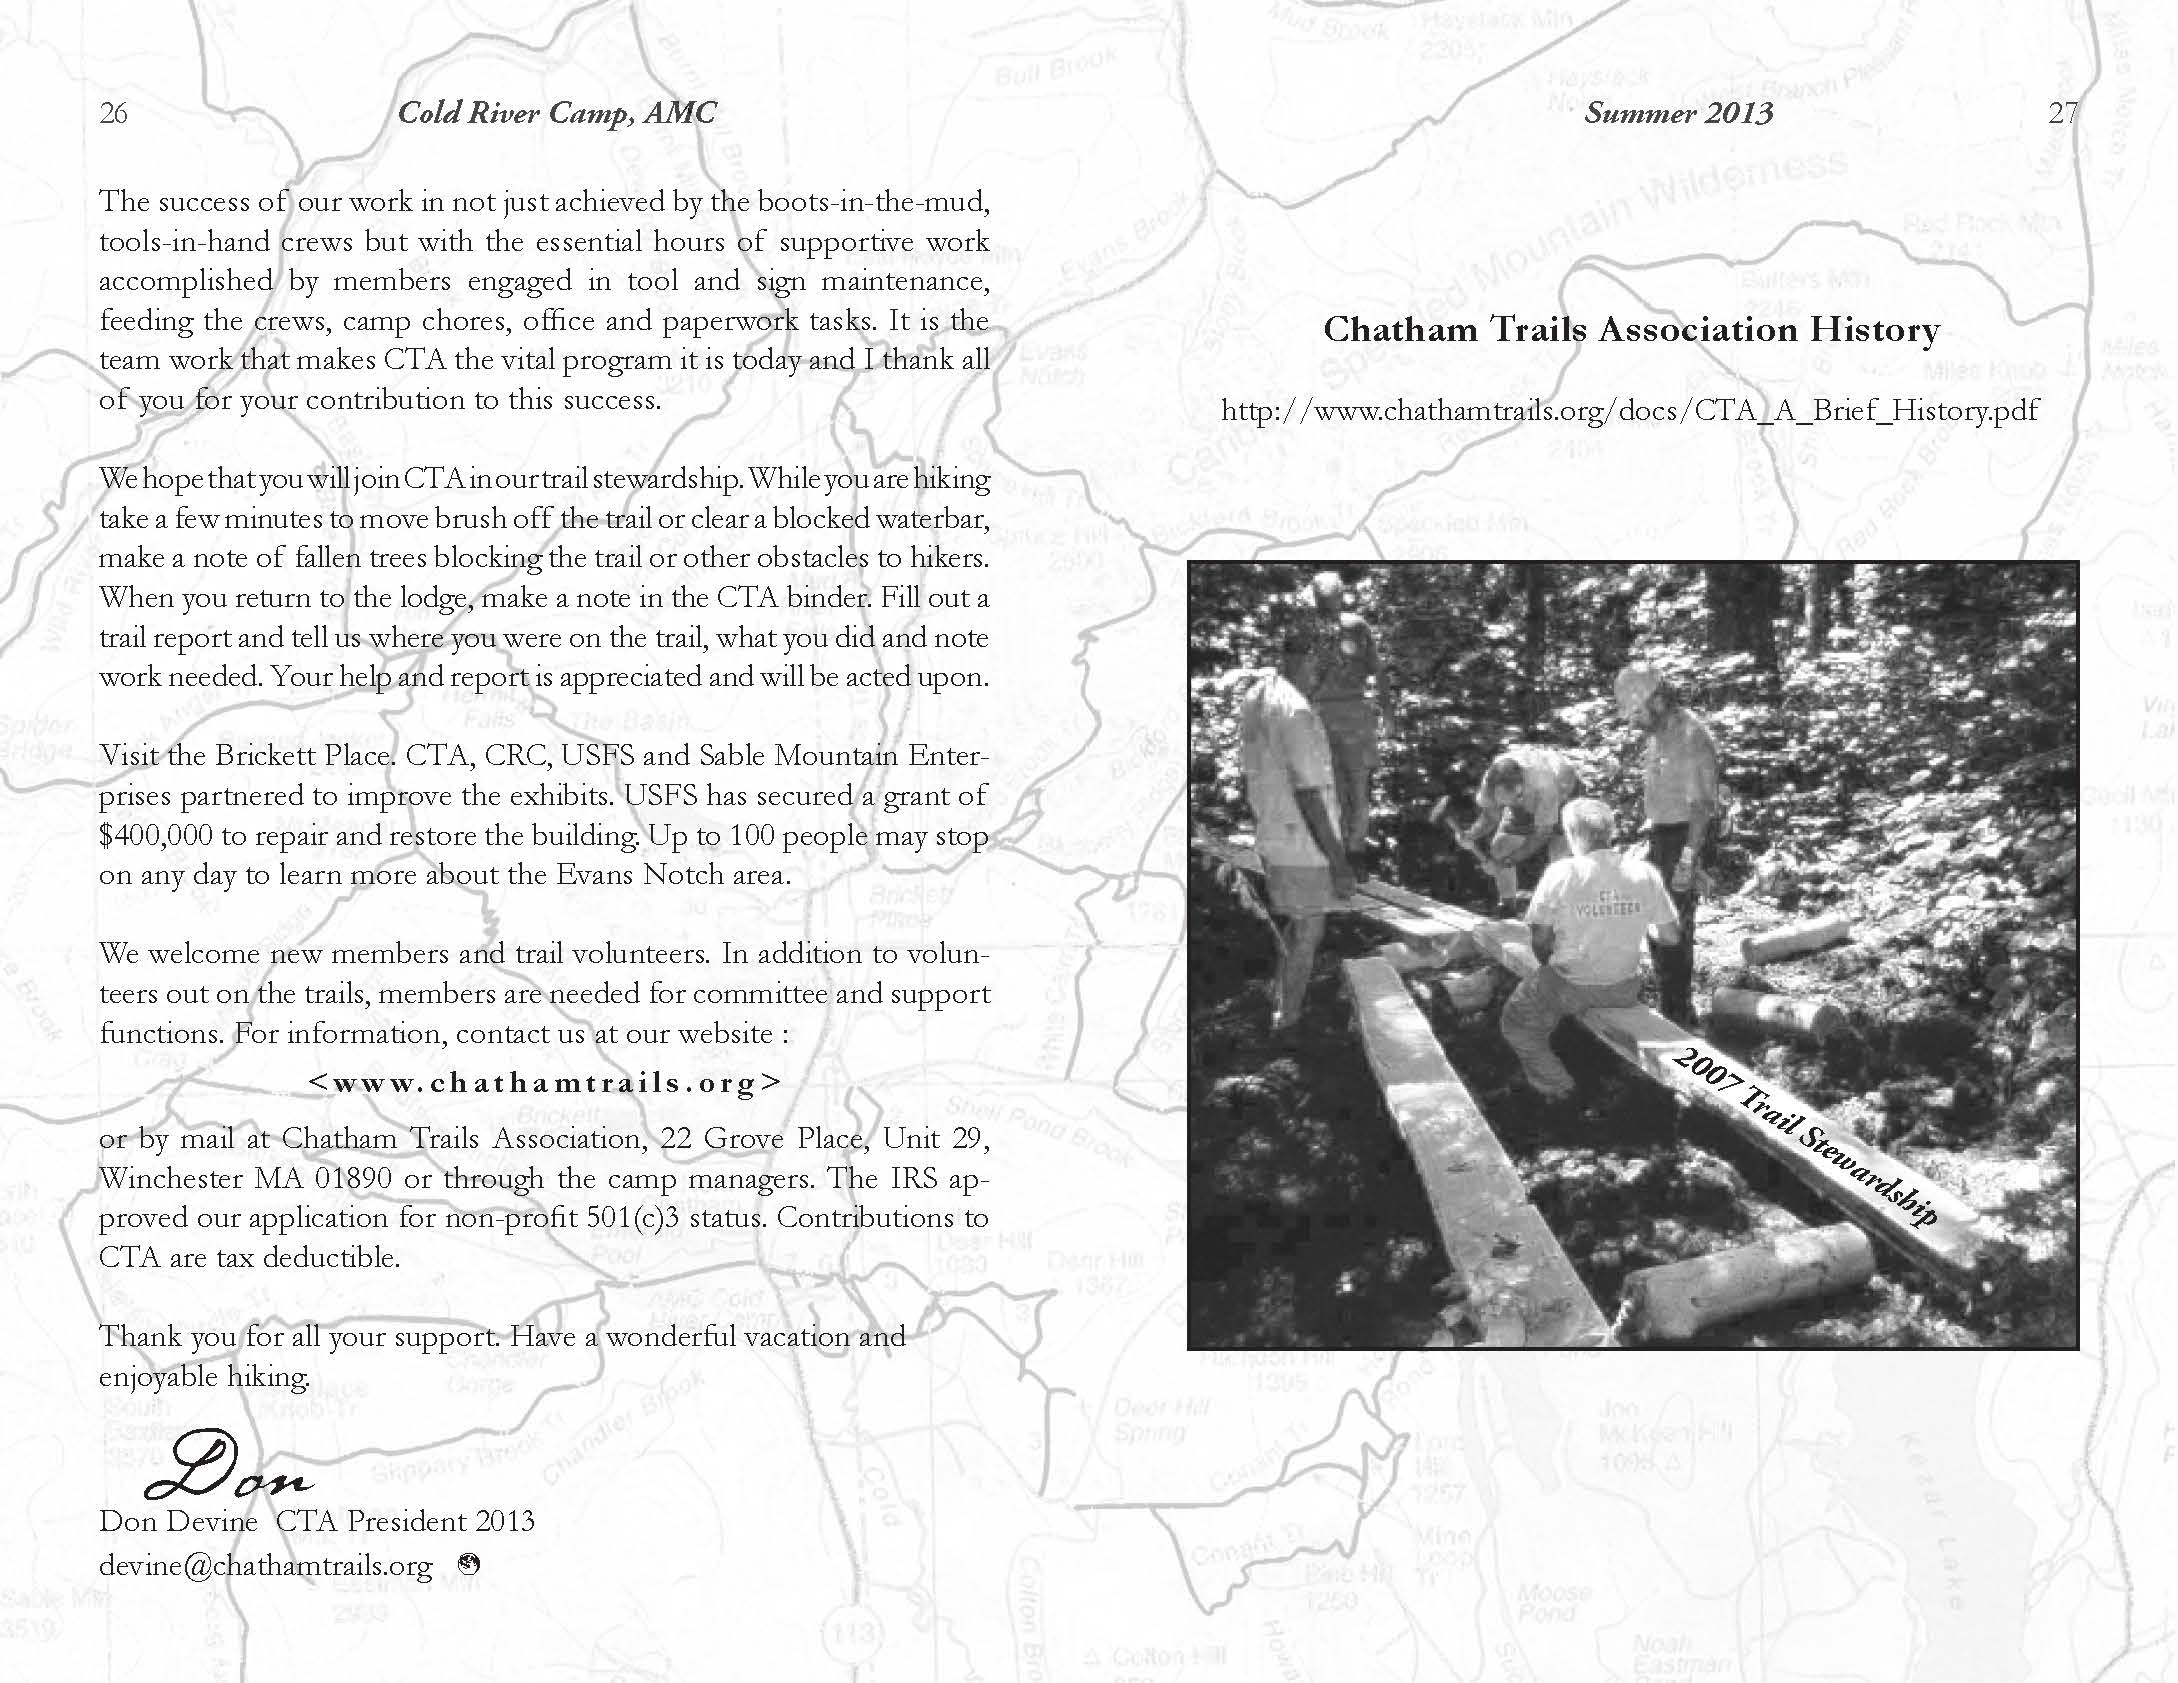 26
Cold River Camp, AMC
The success of our work in not just achieved by the boots-in-the-mud,
tools-in-hand crews but with the essential hours of supportive work
accomplished by members engaged in tool and sign maintenance,
feeding the crews, camp chores, office and paperwork tasks. It is the
team work that makes CTA the vital program it is today and I thank all
of you for your contribution to this success.
We hope that you will join CTA in our trail stewardship. While you are hiking
take a few minutes to move brush off the trail or clear a blocked waterbar,
make a note of fallen trees blocking the trail or other obstacles to hikers.
When you return to the lodge, make a note in the CTA binder. Fill out a
trail report and tell us where you were on the trail, what you did and note
work needed. Your help and report is appreciated and will be acted upon.
Visit the Brickett Place. CTA, CRC, USFS and Sable Mountain Enter-
prises partnered to improve the exhibits. USFS has secured a grant of
$400,000 to repair and restore the building. Up to 100 people may stop
on any day to learn more about the Evans Notch area.
We welcome new members and trail volunteers. In addition to volun-
teers out on the trails, members are needed for committee and support
functions. For information, contact us at our website :
<www.chathamtrails.org>
or by mail at Chatham Trails Association, 22 Grove Place, Unit 29,
Winchester MA 01890 or through the camp managers. The IRS ap-
proved our application for non-profit 501(c)3 status. Contributions to
CTA are tax deductible.
Thank you for all your support. Have a wonderful vacation and
enjoyable hiking.
Don
Don Devine CTA President 2013
devine@chathamtrails.org
Summer 2013
27
Chatham Trails Association History
http://www.chathamtrails.org/docs/CTA_A_Brief_History.pdf
CTA
VOLUNTEER
2007 Trail Stewardship